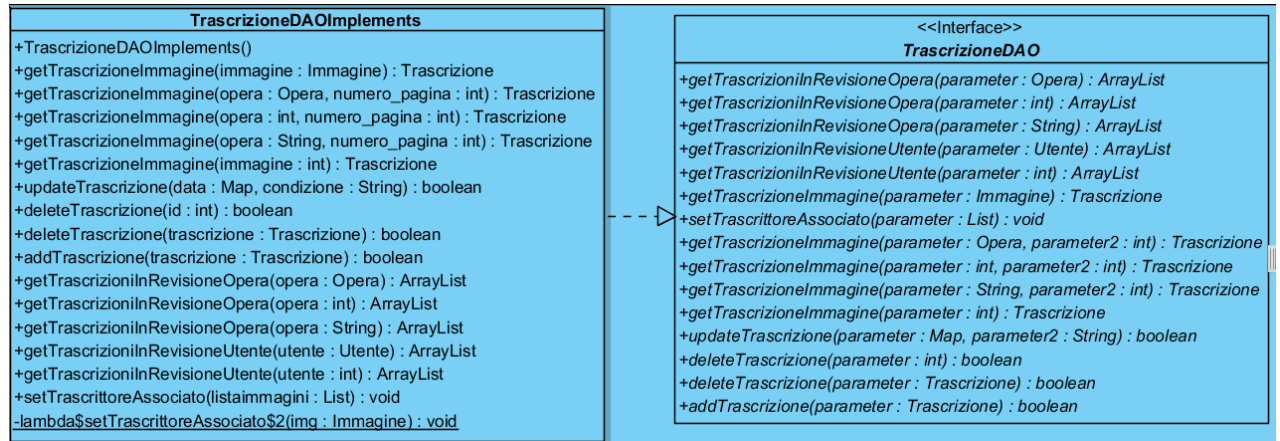 TrascrizioneDAOImplements
+TrascrizioneDAOImplements()
+getTrascrizioneImmagine(immagine : Immagine) : Trascrizione
+getTrascrizioneImmagine(opera : Opera, numero_pagina : int) : Trascrizione
+getTrascrizioneImmagine(opera : int, numero_pagina : int) : Trascrizione
+getTrascrizioneImmagine(opera : String, numero_pagina : int) : Trascrizione
+getTrascrizioneImmagine(immagine : int) : Trascrizione
+updateTrascrizione(data : Map, condizione : String) : boolean
+deleteTrascrizione(id : int) : boolean
+deleteTrascrizione(trascrizione : Trascrizione) : boolean
+addTrascrizione(trascrizione : Trascrizione) : boolean
+getTrascrizioniInRevisioneOpera(opera : Opera) : ArrayList
+getTrascrizioniInRevisioneOpera(opera : int) : ArrayList
+getTrascrizioniInRevisioneOpera(opera : String) : ArrayList
+getTrascrizioniInRevisioneUtente(utente : Utente) : ArrayList
+getTrascrizioniInRevisioneUtente(utente : int) : ArrayList
+setTrascrittoreAssociato(listaimmagini : List) : void
-lambda$setTrascrittoreAssociato$2(img : Immagine) : void
<<Interface>>
TrascrizioneDAO
+getTrascrizioniInRevisioneOpera(parameter : Opera) : ArrayList
+getTrascrizioniInRevisioneOpera(parameter : int) : ArrayList
+getTrascrizioniInRevisioneOpera(parameter : String) : ArrayList
+getTrascrizioniInRevisioneUtente(parameter : Utente) : ArrayList
+getTrascrizioniInRevisioneUtente(parameter : int) : ArrayList
+getTrascrizioneImmagine(parameter : Immagine) : Trascrizione
+setTrascrittoreAssociato(parameter : List) : void
+getTrascrizioneImmagine(parameter : Opera, parameter2 : int) : Trascrizione
+getTrascrizioneImmagine(parameter : int, parameter2 : int) : Trascrizione
+getTrascrizioneImmagine(parameter : String, parameter2 : int) : Trascrizione
+getTrascrizioneImmagine(parameter : int) : Trascrizione
+updateTrascrizione(parameter : Map, parameter2 : String) : boolean
+deleteTrascrizione(parameter : int) : boolean
+deleteTrascrizione(parameter : Trascrizione) : boolean
+addTrascrizione(parameter : Trascrizione) : boolean